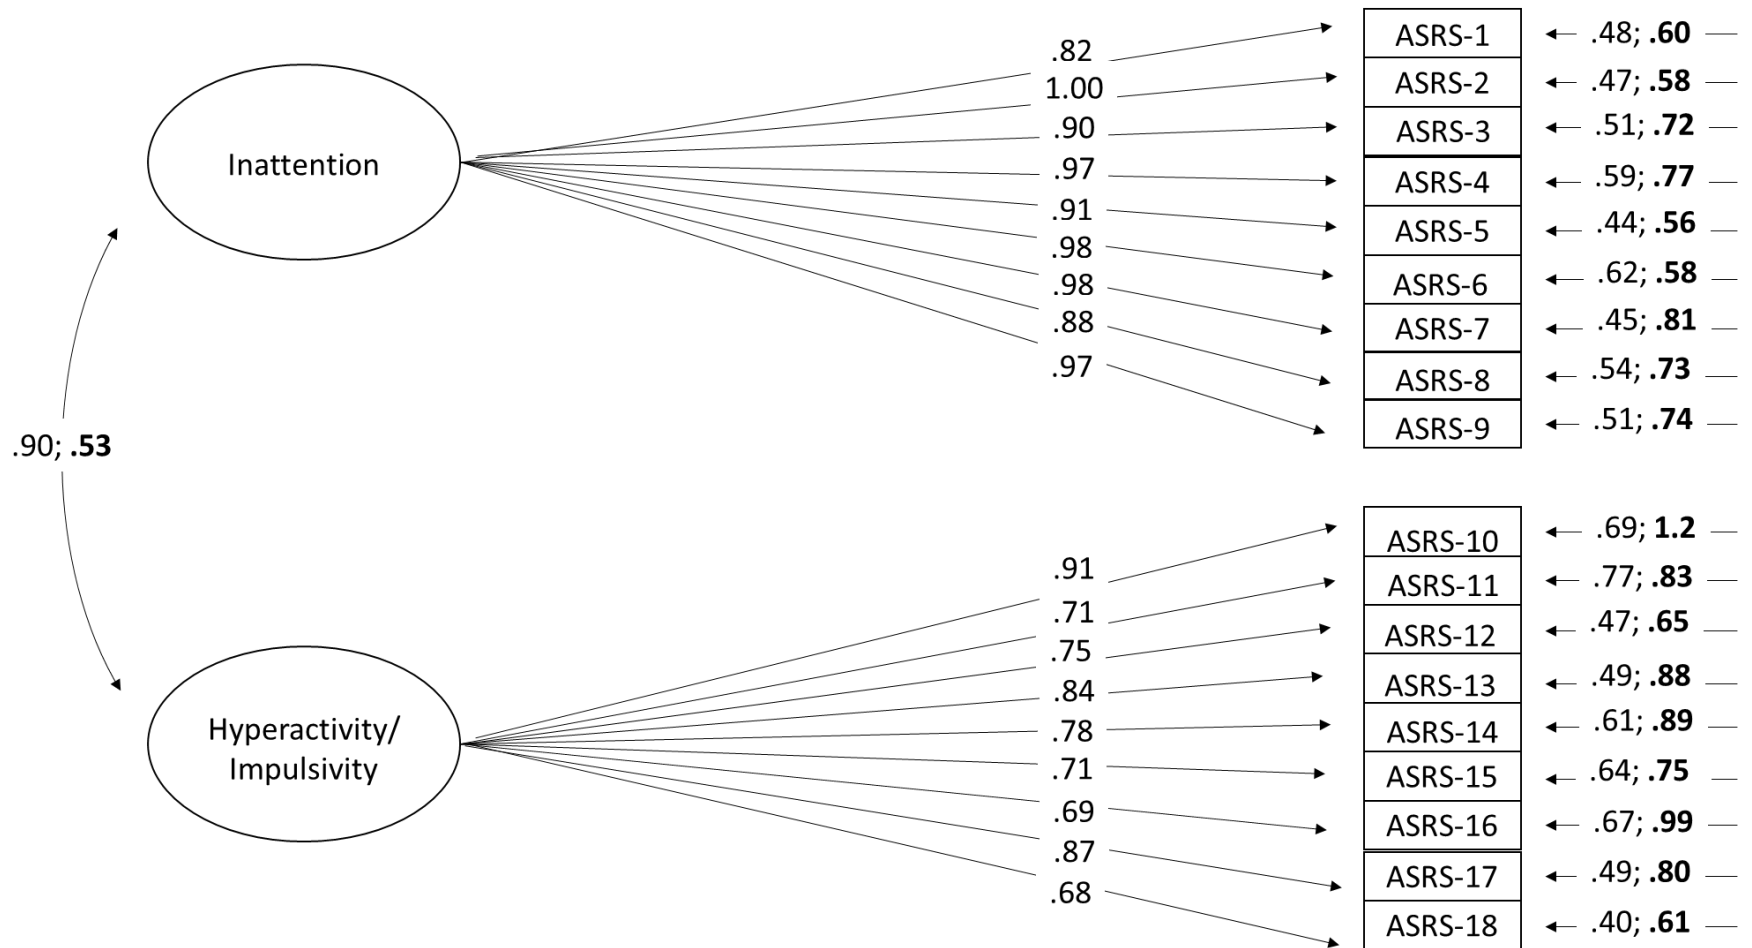 .82
ASRS-1
.48; .60
1.00
ASRS-2
.47; .58
.90
ASRS-3
.51; .72
Inattention
.97
ASRS-4
.59; .77
.91
ASRS-5
.44; .56
.98
ASRS-6
.62; .58
.98
ASRS-7
.45; .81
.88
ASRS-8
.54; .73
.97
ASRS-9
.51; .74
.90; .53
.91
ASRS-10
.69; 1.2
.71
ASRS-11
.77; .83
.75
ASRS-12
.47; .65
.84
ASRS-13
.49; .88
Hyperactivity/
Impulsivity
.78
ASRS-14
.61; .89
.71
ASRS-15
.64; .75
.69
ASRS-16
.67; .99
.87
ASRS-17
.49; .80
.68
ASRS-18
.40; .61